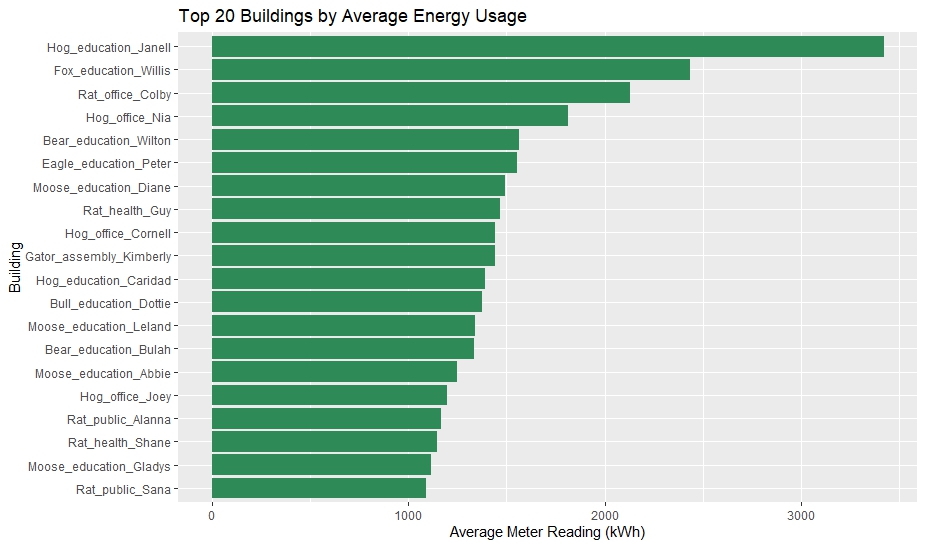 Top 20 Buildings by Average Energy Usage
Hog_education_Janell
Fox_education_Willis
Rat_office_Colby
Hog_office_Nia
Bear_education_Wilton
Eagle_education_Peter
Moose_education_Diane
Rat_health_Guy
Hog_office_Cornell
Gator_assembly_Kimberly
Hog_education_Caridad
Bull_education_Dottie
Moose_education_Leland
Bear_education_Bulah
Moose_education_Abbie
Hog_office_Joey
Rat_public_Alanna
Rat_health_Shane
Moose_education_Gladys
Rat_public_Sana
Building
0 1000 2000 3000
Average Meter Reading (kWh)